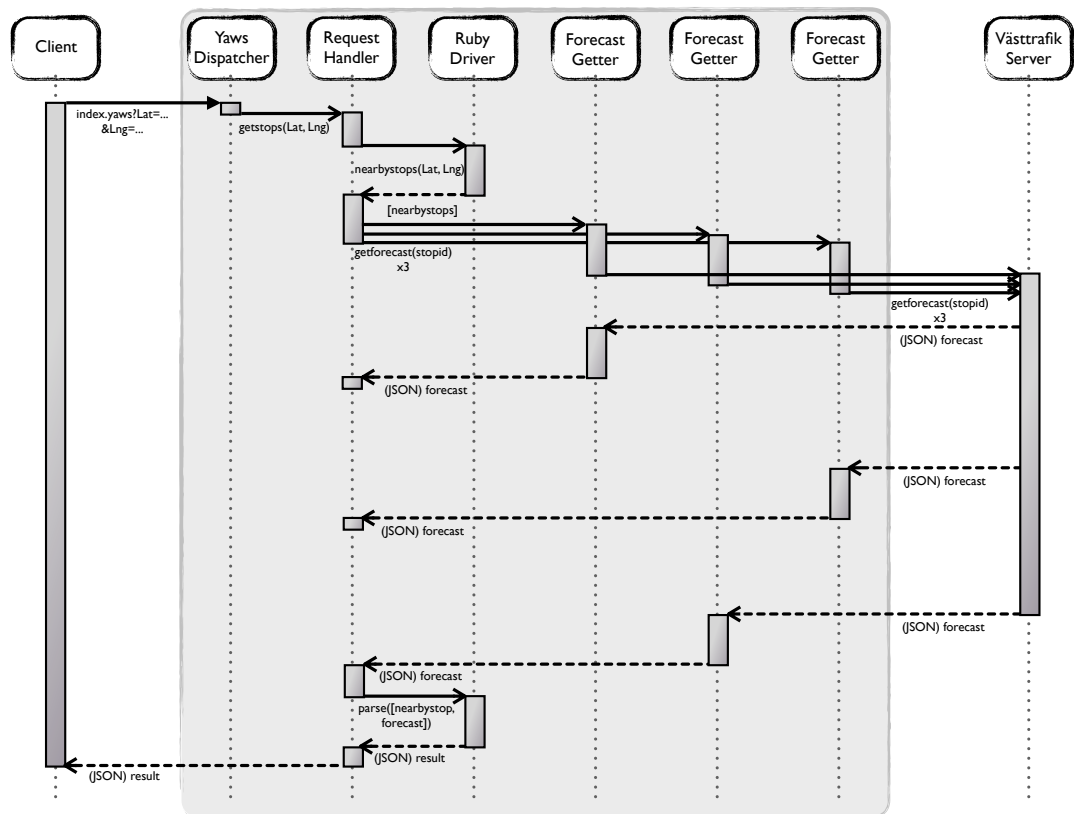 Client
Yaws
Dispatcher
Request
Handler
Ruby
Driver
Forecast
Getter
Forecast
Getter
Forecast
Getter
Västtrafik
Server
index.yaws?Lat=...
&Lng=...
getstops(Lat, Lng)
nearbystops(Lat, Lng)
[nearbystops]
getforecast(stopid)
x3
getforecast(stopid)
x3
(JSON) forecast
(JSON) forecast
(JSON) forecast
(JSON) forecast
(JSON) forecast
(JSON) forecast
parse([nearbystop,
forecast])
(JSON) result
(JSON) result